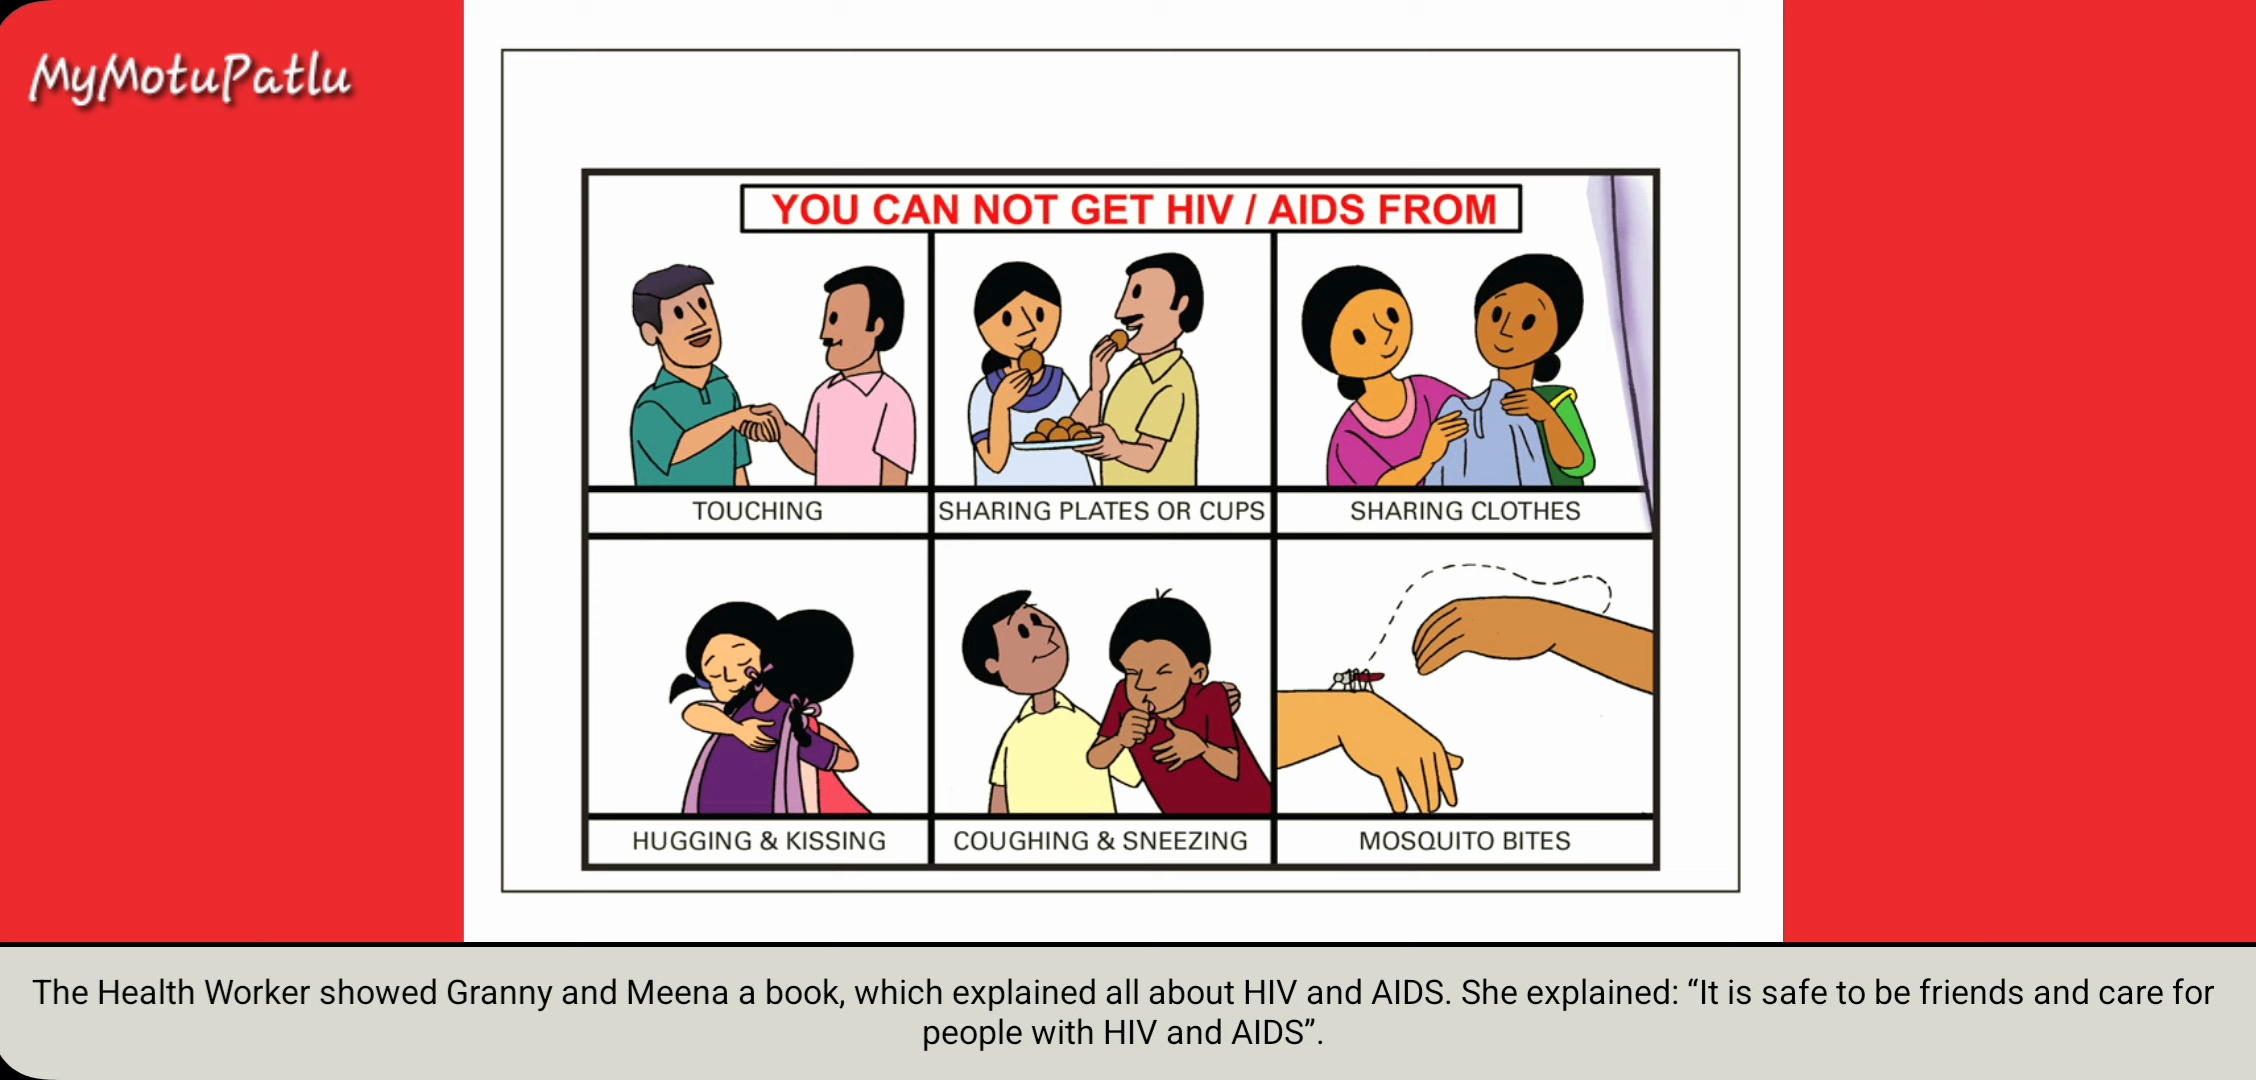 MyMotuPatlu
YOU CAN NOT GET HIV / AIDS FROM
TOUCHING
SHARING PLATES OR CUPS
SHARING CLOTHES
HUGGING & KISSING
COUGHING & SNEEZING
MOSQUITO BITES
The Health Worker showed Granny and Meena a book, which explained all about HIV and AIDS. She explained: “It is safe to be friends and care for
people with HIV and AIDS”.